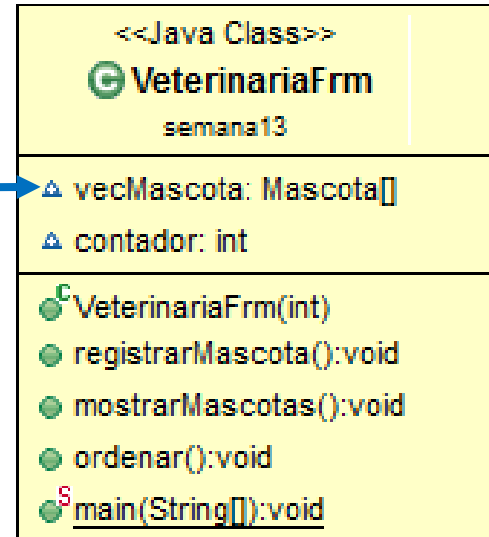 <<Java Class>>
C VeterinariaFrm
semana13
vecMascota: Mascota[]
contador: int
C VeterinariaFrm(int)
registrarMascota():void
mostrarMascotas():void
ordenar():void
S main(String[]):void